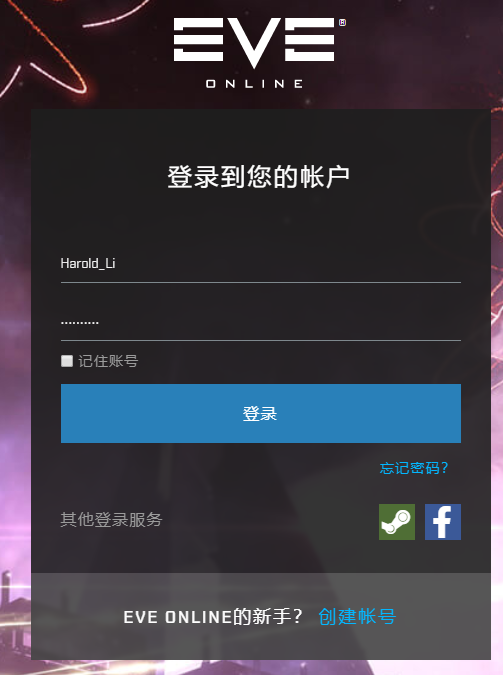 EVE®
ONLINE
登录到您的帐户
Harold_Li
..........
记住账号
登录
忘记密码?
其他登录服务
EVE ONLINE的新手? 创建帐号